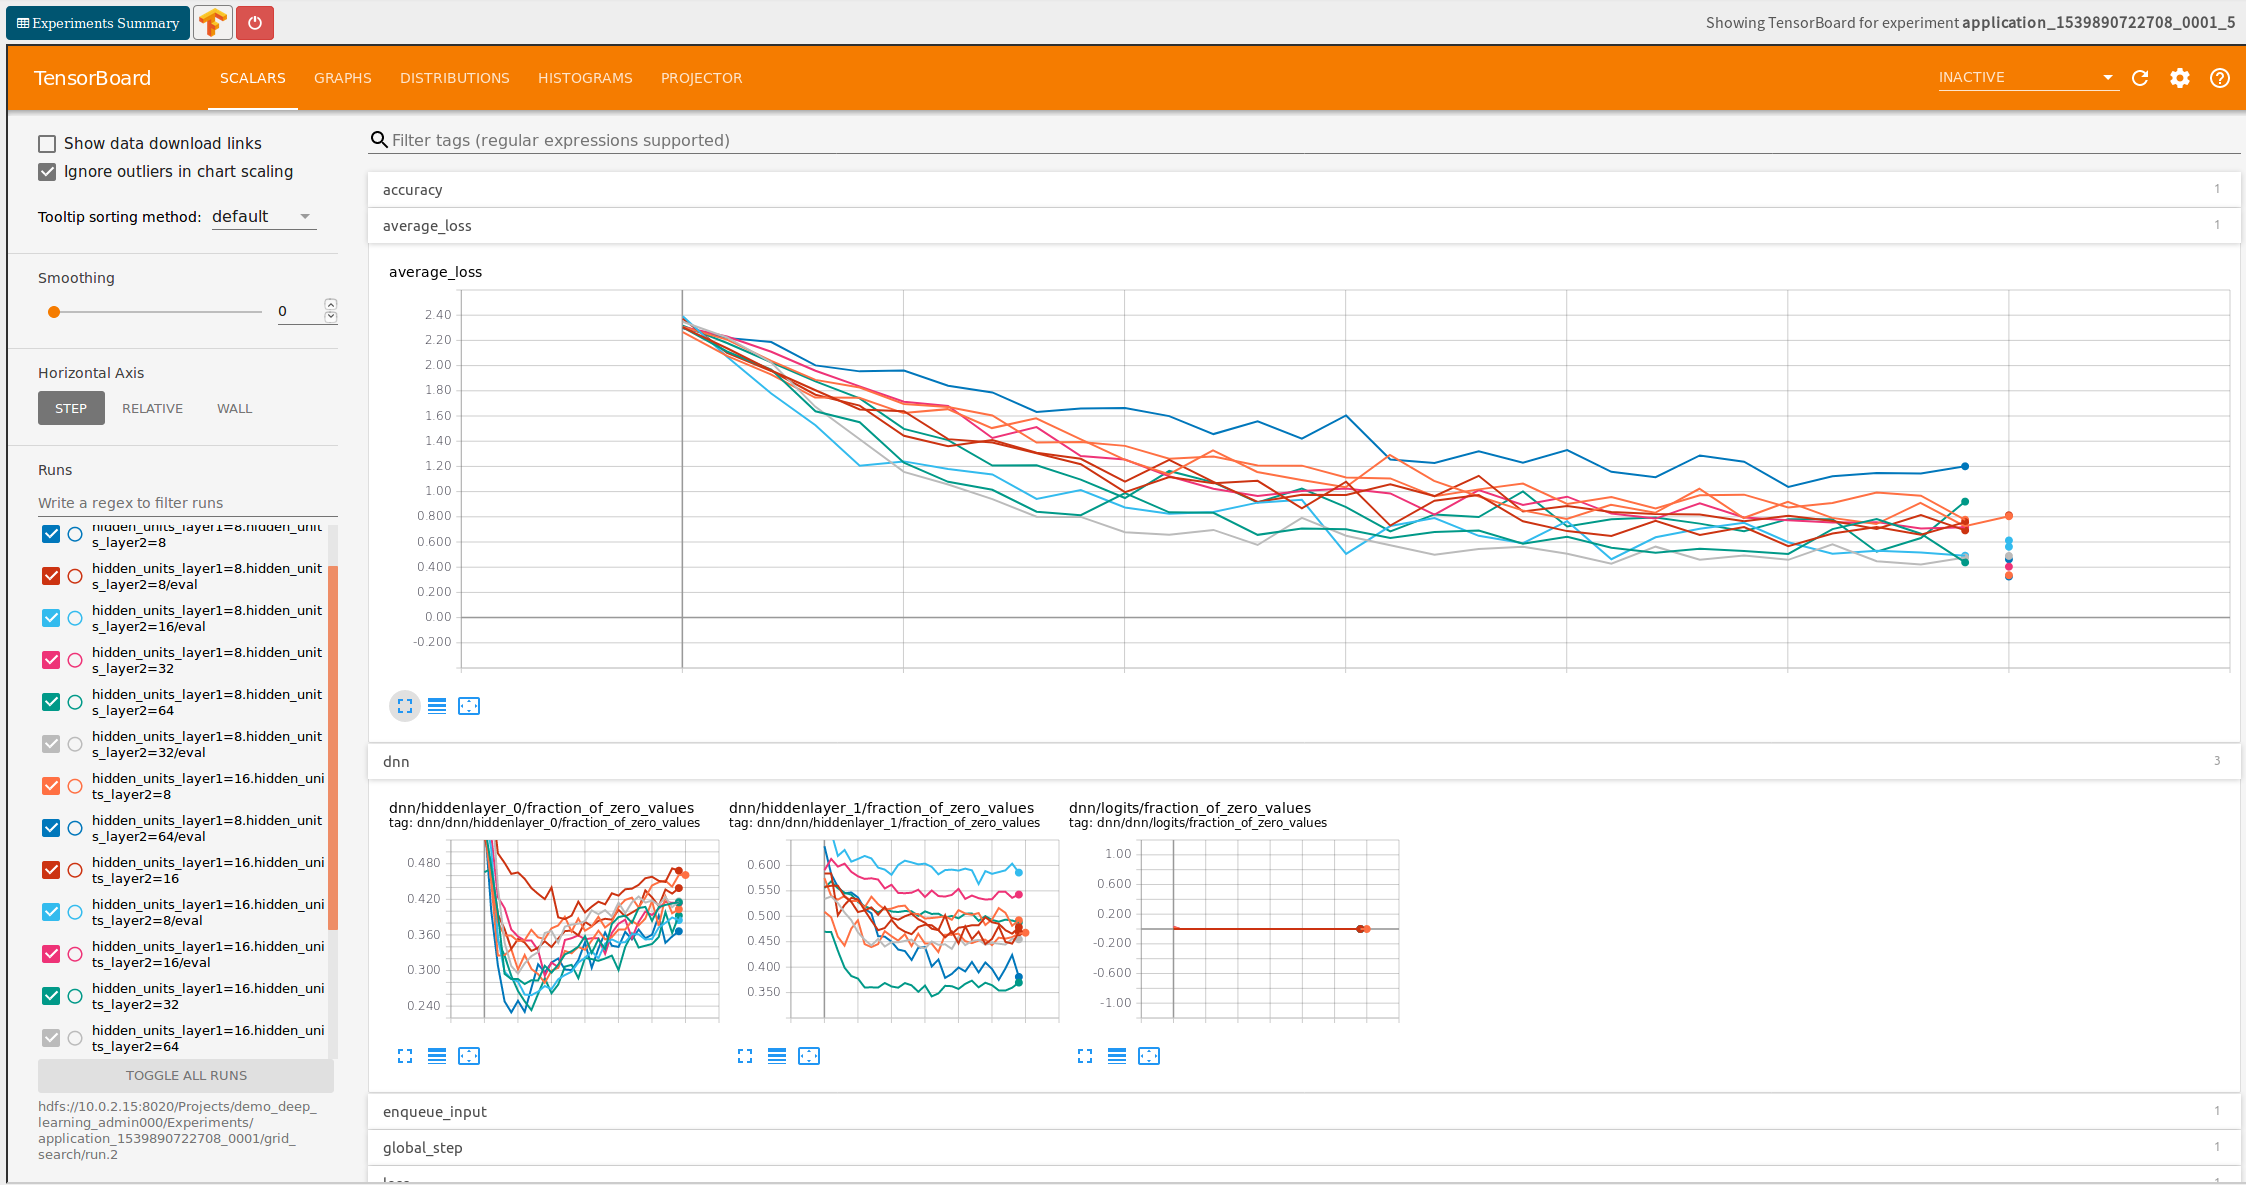 Experiments Summary
Showing TensorBoard for experiment application_1539890722708_0001_5
TensorBoard
SCALARS GRAPHS DISTRIBUTIONS HISTOGRAMS PROJECTOR
INACTIVE
Show data download links
Ignore outliers in chart scaling
Tooltip sorting method: default
Smoothing
0
Horizontal Axis
STEP RELATIVE WALL
Runs
Write a regex to filter runs
hidden_units_layer1=8.hidden_unit
s_layer2=8
hidden_units_layer1=8.hidden_unit
s_layer2=8/eval
hidden_units_layer1=8.hidden_unit
s_layer2=16/eval
hidden_units_layer1=8.hidden_unit
s_layer2=32
hidden_units_layer1=8.hidden_unit
s_layer2=64
hidden_units_layer1=8.hidden_unit
s_layer2=32/eval
hidden_units_layer1=16.hidden_uni
ts_layer2=8
hidden_units_layer1=8.hidden_unit
s_layer2=64/eval
hidden_units_layer1=16.hidden_uni
ts_layer2=16
hidden_units_layer1=16.hidden_uni
ts_layer2=8/eval
hidden_units_layer1=16.hidden_uni
ts_layer2=16/eval
hidden_units_layer1=16.hidden_uni
ts_layer2=32
hidden_units_layer1=16.hidden_uni
ts_layer2=64
TOGGLE ALL RUNS
hdfs://10.0.2.15:8020/Projects/demo_deep_
learning_admin000/Experiments/
application_1539890722708_0001/grid_
search/run.2
Filter tags (regular expressions supported)
accuracy 1
average_loss 1
average_loss
2.40
2.20
2.00
1.80
1.60
1.40
1.20
1.00
0.800
0.600
0.400
0.200
0.00
-0.200
dnn 3
dnn/hiddenlayer_0/fraction_of_zero_values
tag: dnn/dnn/hiddenlayer_0/fraction_of_zero_values
0.480
0.420
0.360
0.300
0.240
dnn/hiddenlayer_1/fraction_of_zero_values
tag: dnn/dnn/hiddenlayer_1/fraction_of_zero_values
0.600
0.550
0.500
0.450
0.400
0.350
dnn/logits/fraction_of_zero_values
tag: dnn/dnn/logits/fraction_of_zero_values
1.00
0.600
0.200
-0.200
-0.600
-1.00
enqueue_input 1
global_step 1